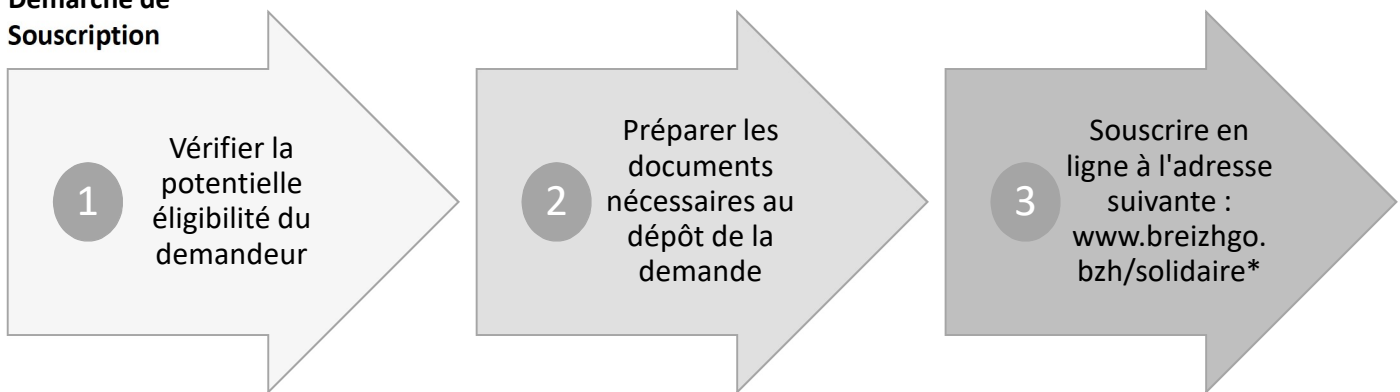 Démarche de
Souscription
1
Vérifier la
potentielle
éligibilité du
demandeur
2
Préparer les
documents
nécessaires au
dépôt de la
demande
3
Souscrire en
ligne à l'adresse
suivante :
www.breizhgo.
bzh/solidaire*